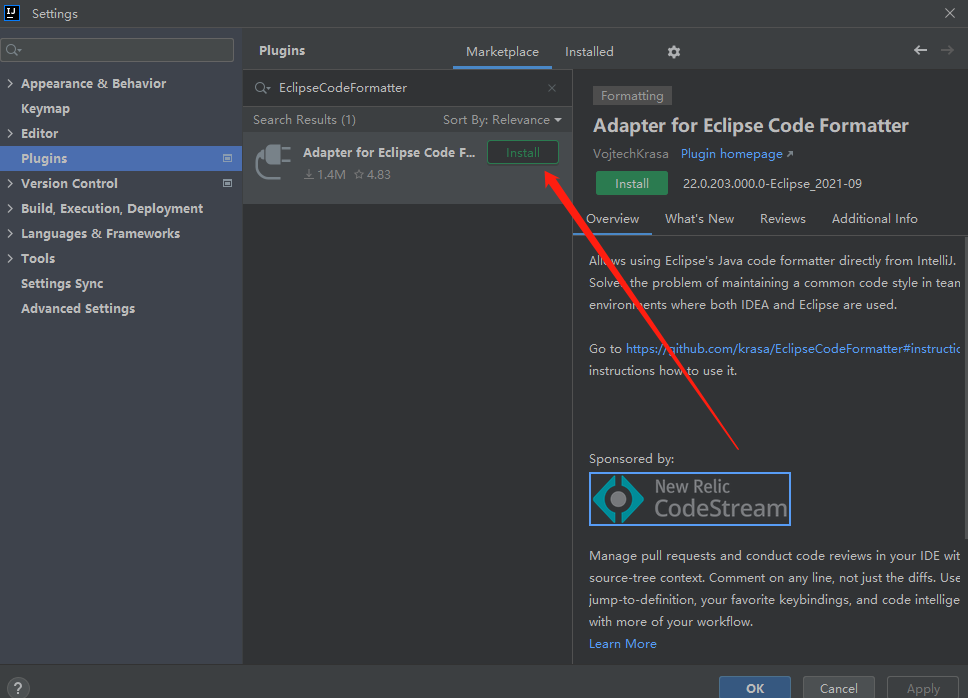 IJ
Settings
Plugins
Marketplace
Installed
Appearance & Behavior
Keymap
Editor
Plugins
Version Control
Build, Execution, Deployment
Languages & Frameworks
Tools
Settings Sync
Advanced Settings
EclipseCodeFormatter
Search Results (1)
Sort By: Relevance
Adapter for Eclipse Code F...
Install
1.4M
4.83
Formatting
Adapter for Eclipse Code Formatter
VojtechKrasa
Plugin homepage
Install
22.0.203.000.0-Eclipse_2021-09
Overview
What's New
Reviews
Additional Info
Allows using Eclipse's Java code formatter directly from IntelliJ.
Solves the problem of maintaining a common code style in tean
environments where both IDEA and Eclipse are used.
Go to https://github.com/krasa/EclipseCodeFormatter#instructic
instructions how to use it.
Sponsored by:
New Relic
CodeStream
Manage pull requests and conduct code reviews in your IDE wit
source-tree context. Comment on any line, not just the diffs. Use
jump-to-definition, your favorite keybindings, and code intellige
with more of your workflow.
Learn More
?
OK
Cancel
Apply